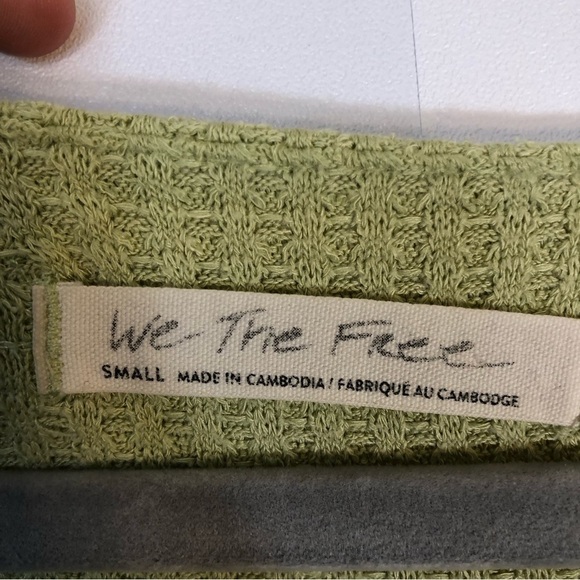 We The Free
SMALL MADE IN CAMBODIA / FABRIQUÉ AU CAMBODGE